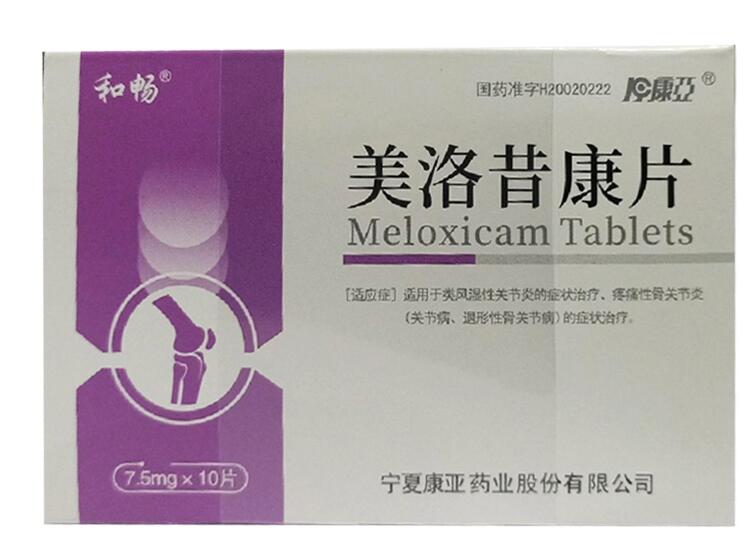 和畅®
国药准字H20020222 康亞®
美洛昔康片
Meloxicam Tablets
[适应症] 适用于类风湿性关节炎的症状治疗、疼痛性骨关节炎
(关节病、退形性骨关节病)的症状治疗。
7.5mg×10片
宁夏康亚药业股份有限公司